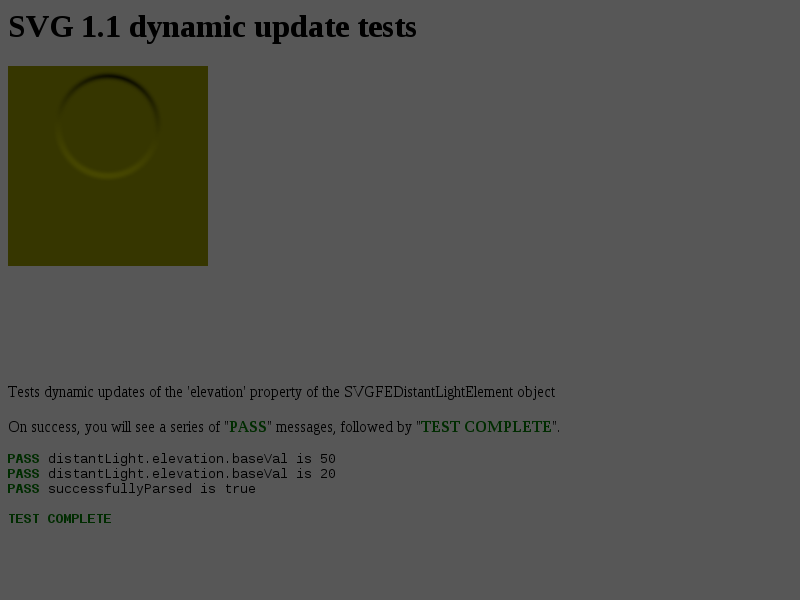 SVG 1.1 dynamic update tests
Tests dynamic updates of the 'elevation' property of the SVGFEDistantLightElement object
On success, you will see a series of "PASS" messages, followed by "TEST COMPLETE".
PASS distantLight.elevation.baseVal is 50
PASS distantLight.elevation.baseVal is 20
PASS successfullyParsed is true
TEST COMPLETE